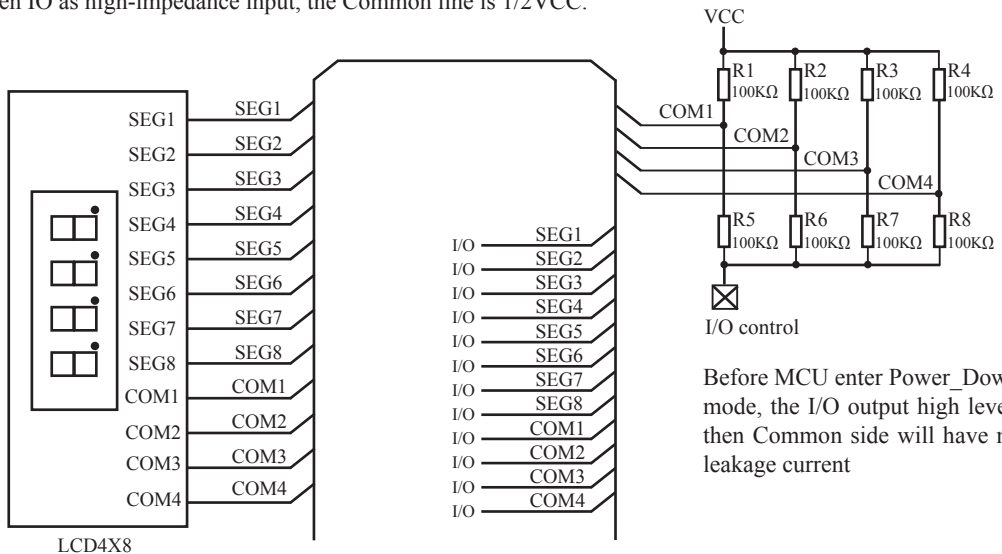 en IO as high-impedance input, the Common line is 1/2VCC.
VCC
R1
100KΩ
R2
100KΩ
R3
100KΩ
R4
100KΩ
COM1
COM2
COM3
COM4
R5
100KΩ
R6
100KΩ
R7
100KΩ
R8
100KΩ
I/O control
SEG1
SEG2
SEG3
SEG4
SEG5
SEG6
SEG7
SEG8
COM1
COM2
COM3
COM4
SEG1
SEG2
SEG3
SEG4
SEG5
SEG6
SEG7
SEG8
COM1
COM2
COM3
COM4
LCD4X8
I/O SEG1
I/O SEG2
I/O SEG3
I/O SEG4
I/O SEG5
I/O SEG6
I/O SEG7
I/O SEG8
I/O COM1
I/O COM2
I/O COM3
I/O COM4
Before MCU enter Power_Dow
mode, the I/O output high leve
then Common side will have
leakage current